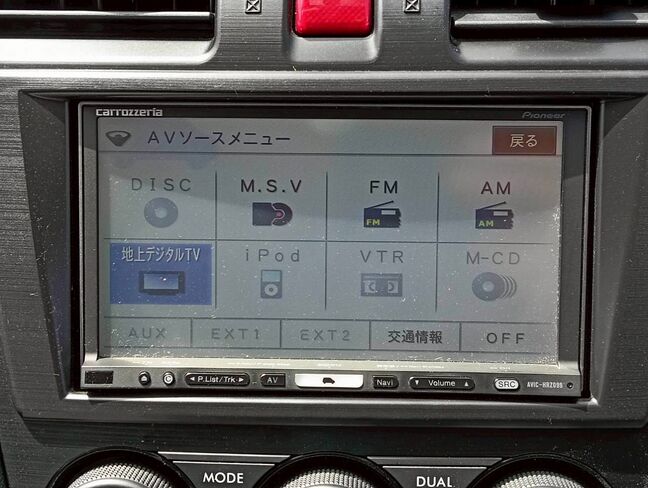 carrozzeria Pioneer
AVソースメニュー 戻る
DISC M.S.V FM AM
FM AM
地上デジタルTV iPod VTR M-CD
AUX EXT1 EXT2 交通情報 OFF
P.List/Trk AV Navi Volume SRC AVIC-HRZ099
MODE DUAL